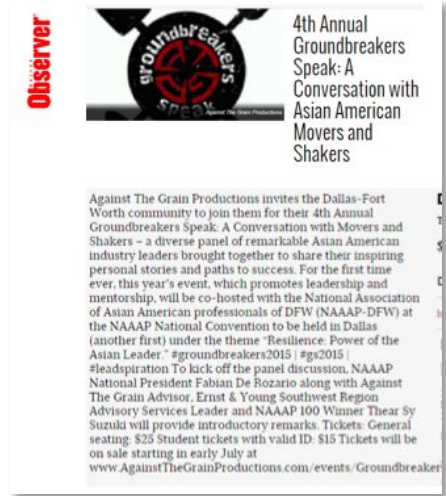 Observer
groundbreakers
speak
Against The Grain Productions
4th Annual
Groundbreakers
Speak: A
Conversation with
Asian American
Movers and
Shakers
Against The Grain Productions invites the Dallas-Fort
Worth community to join them for their 4th Annual
Groundbreakers Speak: A Conversation with Movers and
Shakers – a diverse panel of remarkable Asian American
industry leaders brought together to share their inspiring
personal stories and paths to success. For the first time
ever, this year's event, which promotes leadership and
mentorship, will be co-hosted with the National Association
of Asian American professionals of DFW (NAAAP-DFW) at
the NAAAP National Convention to be held in Dallas
(another first) under the theme "Resilience: Power of the
Asian Leader." #groundbreakers2015 | #gs2015 |
#leadspiration To kick off the panel discussion, NAAAP
National President Fabian De Rozario along with Against
The Grain Advisor, Ernst & Young Southwest Region
Advisory Services Leader and NAAAP 100 Winner Thear Sy
Suzuki will provide introductory remarks. Tickets: General
seating: $25 Student tickets with valid ID: $15 Tickets will be
on sale starting in early July at
www.AgainstTheGrainProductions.com/events/Groundbreaker